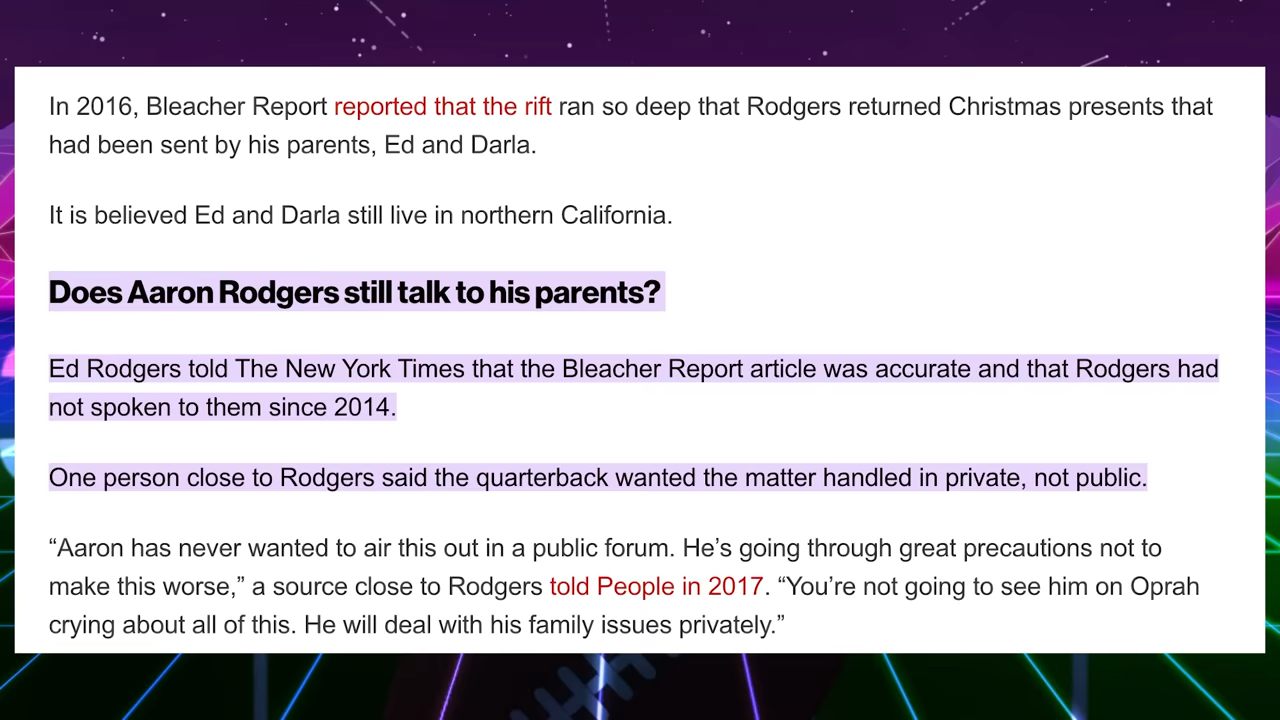 In 2016, Bleacher Report reported that the rift ran so deep that Rodgers returned Christmas presents that
had been sent by his parents, Ed and Darla.
It is believed Ed and Darla still live in northern California.
Does Aaron Rodgers still talk to his parents?
Ed Rodgers told The New York Times that the Bleacher Report article was accurate and that Rodgers had
not spoken to them since 2014.
One person close to Rodgers said the quarterback wanted the matter handled in private, not public.
“Aaron has never wanted to air this out in a public forum. He’s going through great precautions not to
make this worse,” a source close to Rodgers told People in 2017. “You’re not going to see him on Oprah
crying about all of this. He will deal with his family issues privately.”